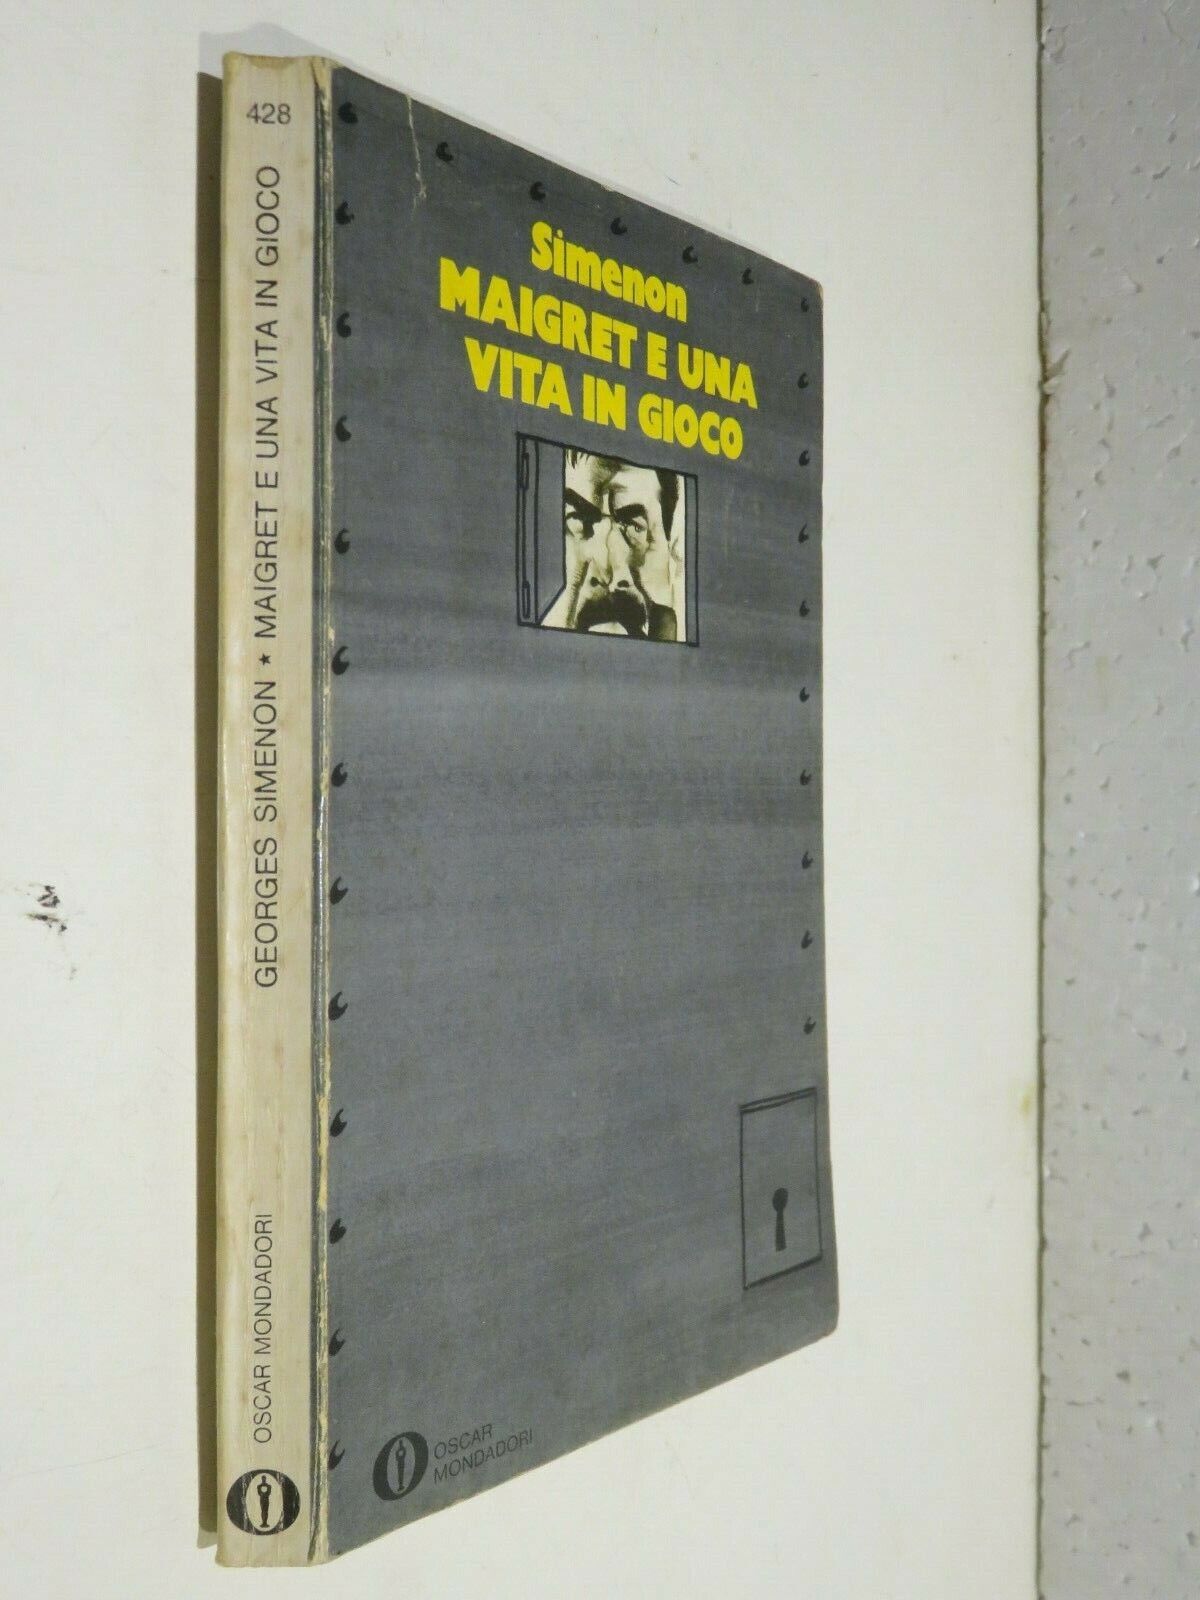 428
GEORGES SIMENON ★ MAIGRET E UNA VITA IN GIOCO
OSCAR MONDADORI
Simenon
MAIGRET E UNA
VITA IN GIOCO
OSCAR
MONDADORI